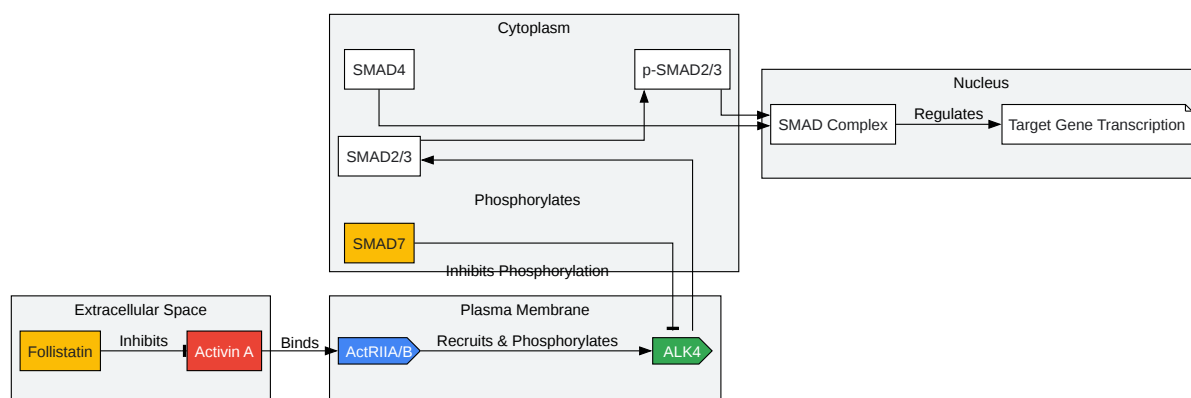 Cytoplasm
SMAD4
p-SMAD2/3
Nucleus
SMAD Complex
Regulates
Target Gene Transcription
SMAD2/3
Phosphorylates
SMAD7
Inhibits Phosphorylation
Extracellular Space
Plasma Membrane
Follistatin
Inhibits
Activin A
Binds
ActRIIA/B
Recruits & Phosphorylates
ALK4